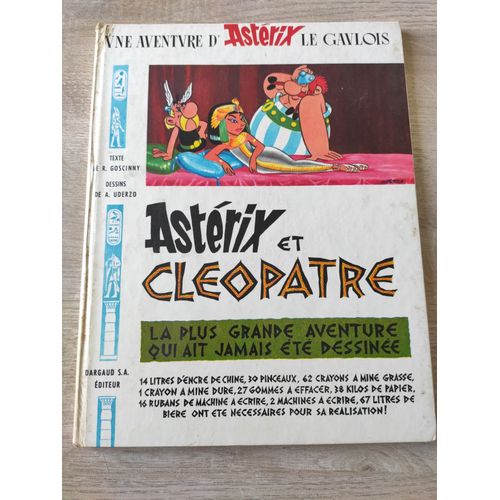 VNE AVENTVRE D' Astérix LE GAVLOIS
TEXTE
DE R. GOSCINNY
DESSINS
DE A. UDERZO
Astérix ET
CLEOPATRE
LA PLUS GRANDE AVENTURE
QUI AIT JAMAIS ÉTÉ DESSINÉE
14 LITRES D'ENCRE DE CHINE, 30 PINCEAUX, 62 CRAYONS A MINE GRASSE,
1 CRAYON A MINE DURE, 27 GOMMES A EFFACER, 38 KILOS DE PAPIER,
16 RUBANS DE MACHINE A ECRIRE, 2 MACHINES A ECRIRE, 67 LITRES DE
BIERE ONT ETE NECESSAIRES POUR SA REALISATION!
DARGAUD S.A.
ÉDITEUR